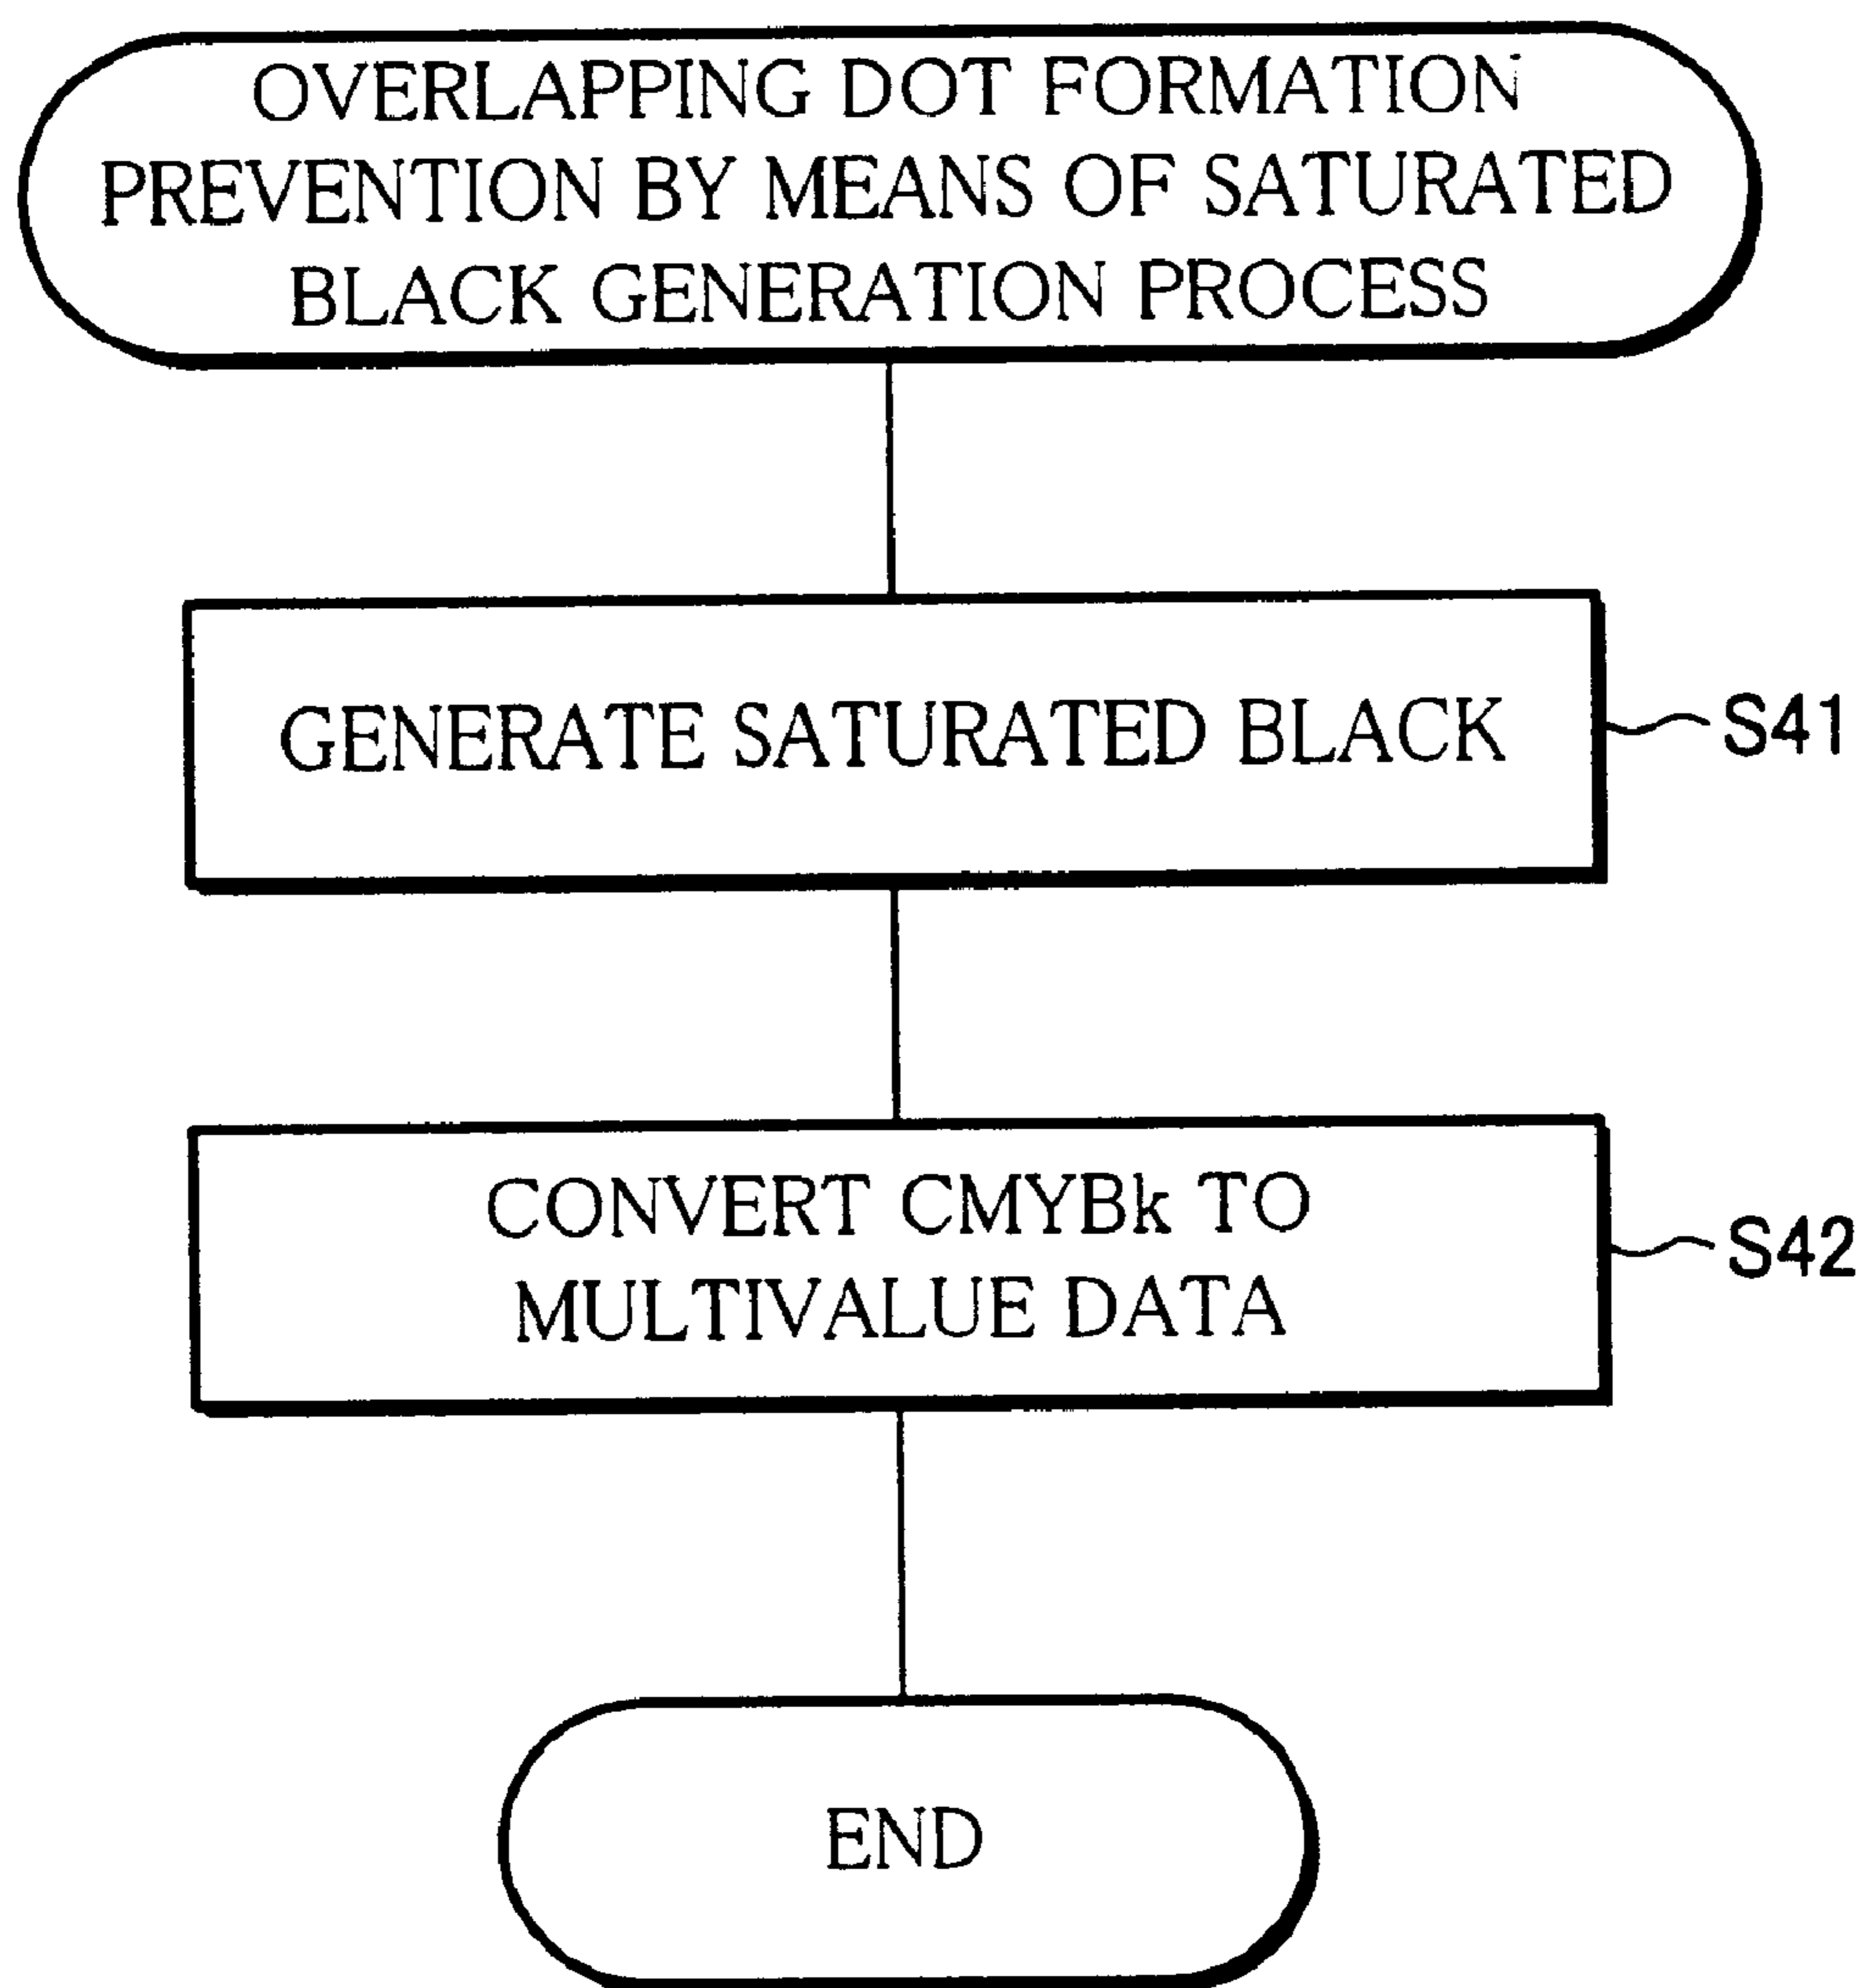 OVERLAPPING DOT FORMATION
PREVENTION BY MEANS OF SATURATED
BLACK GENERATION PROCESS
GENERATE SATURATED BLACK
S41
CONVERT CMYBk TO
MULTIVALUE DATA
S42
END